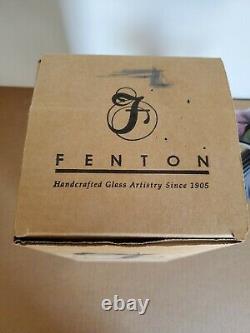 F
FENTON
Handcrafted Glass Artistry Since 1905